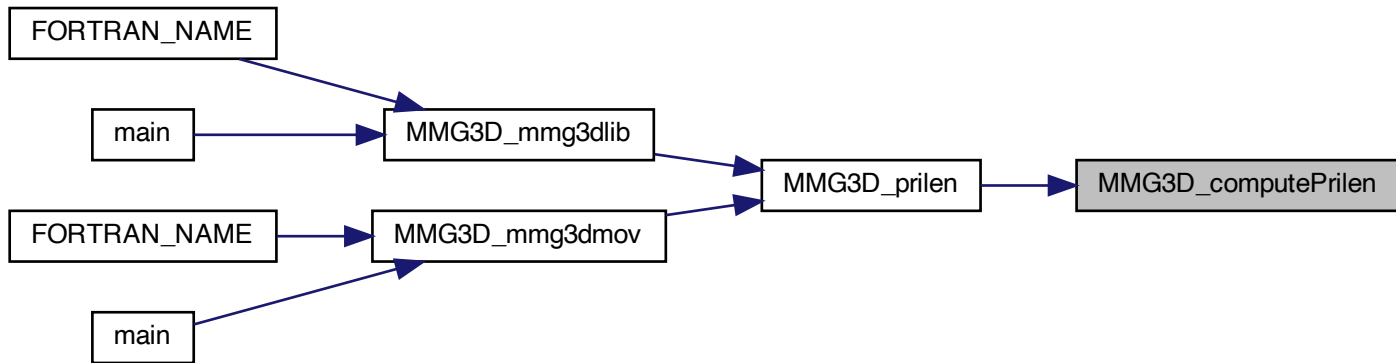 FORTRAN_NAME
main
MMG3D_mmg3dlib
MMG3D_prilen
MMG3D_computePrilen
FORTRAN_NAME
MMG3D_mmg3dmov
main